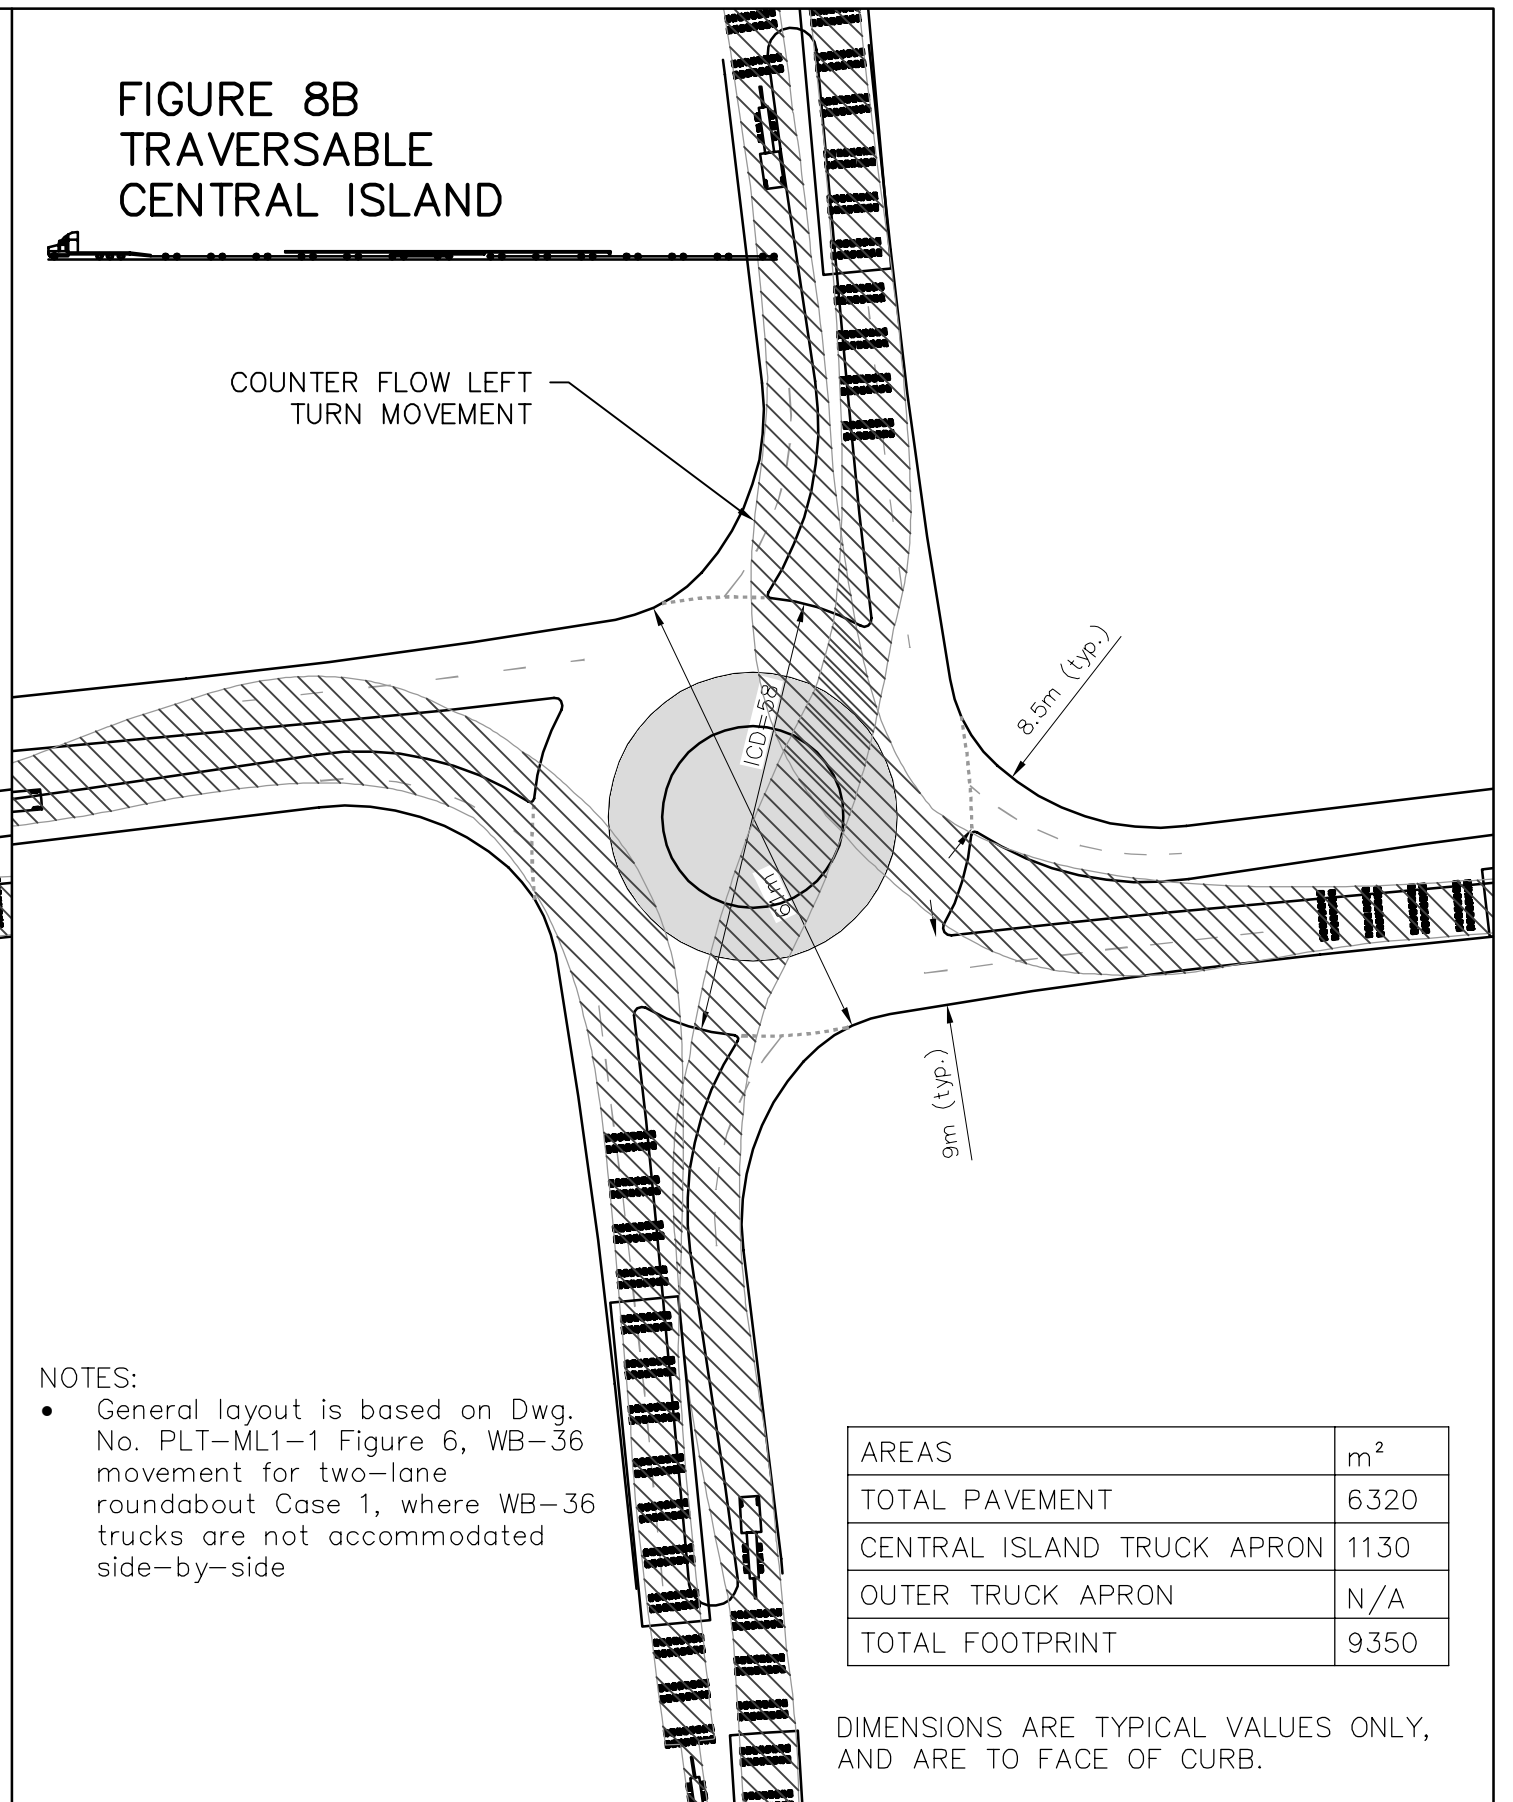 FIGURE 8B
TRAVERSABLE
CENTRAL ISLAND
COUNTER FLOW LEFT
TURN MOVEMENT
8.5m (typ.)
ICD=58
61m
9m (typ.)
NOTES:
• General layout is based on Dwg.
No. PLT-ML1-1 Figure 6, WB-36
movement for two-lane
roundabout Case 1, where WB-36
trucks are not accommodated
side-by-side
AREAS m²
TOTAL PAVEMENT 6320
CENTRAL ISLAND TRUCK APRON 1130
OUTER TRUCK APRON N/A
TOTAL FOOTPRINT 9350
DIMENSIONS ARE TYPICAL VALUES ONLY,
AND ARE TO FACE OF CURB.